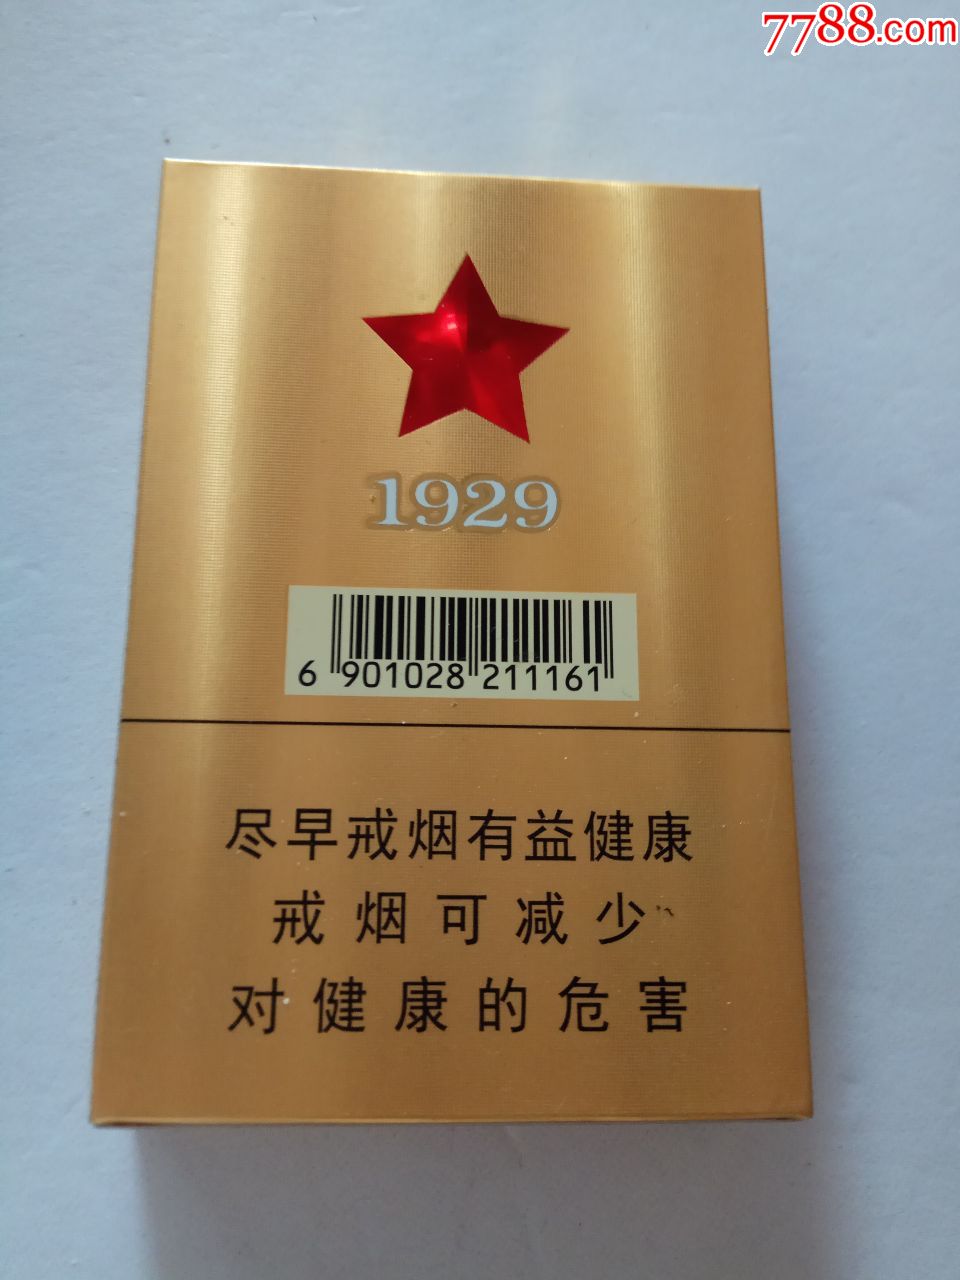 7788.com
1929
6 901028 211161
尽早戒烟有益健康
戒烟可减少
对健康的危害